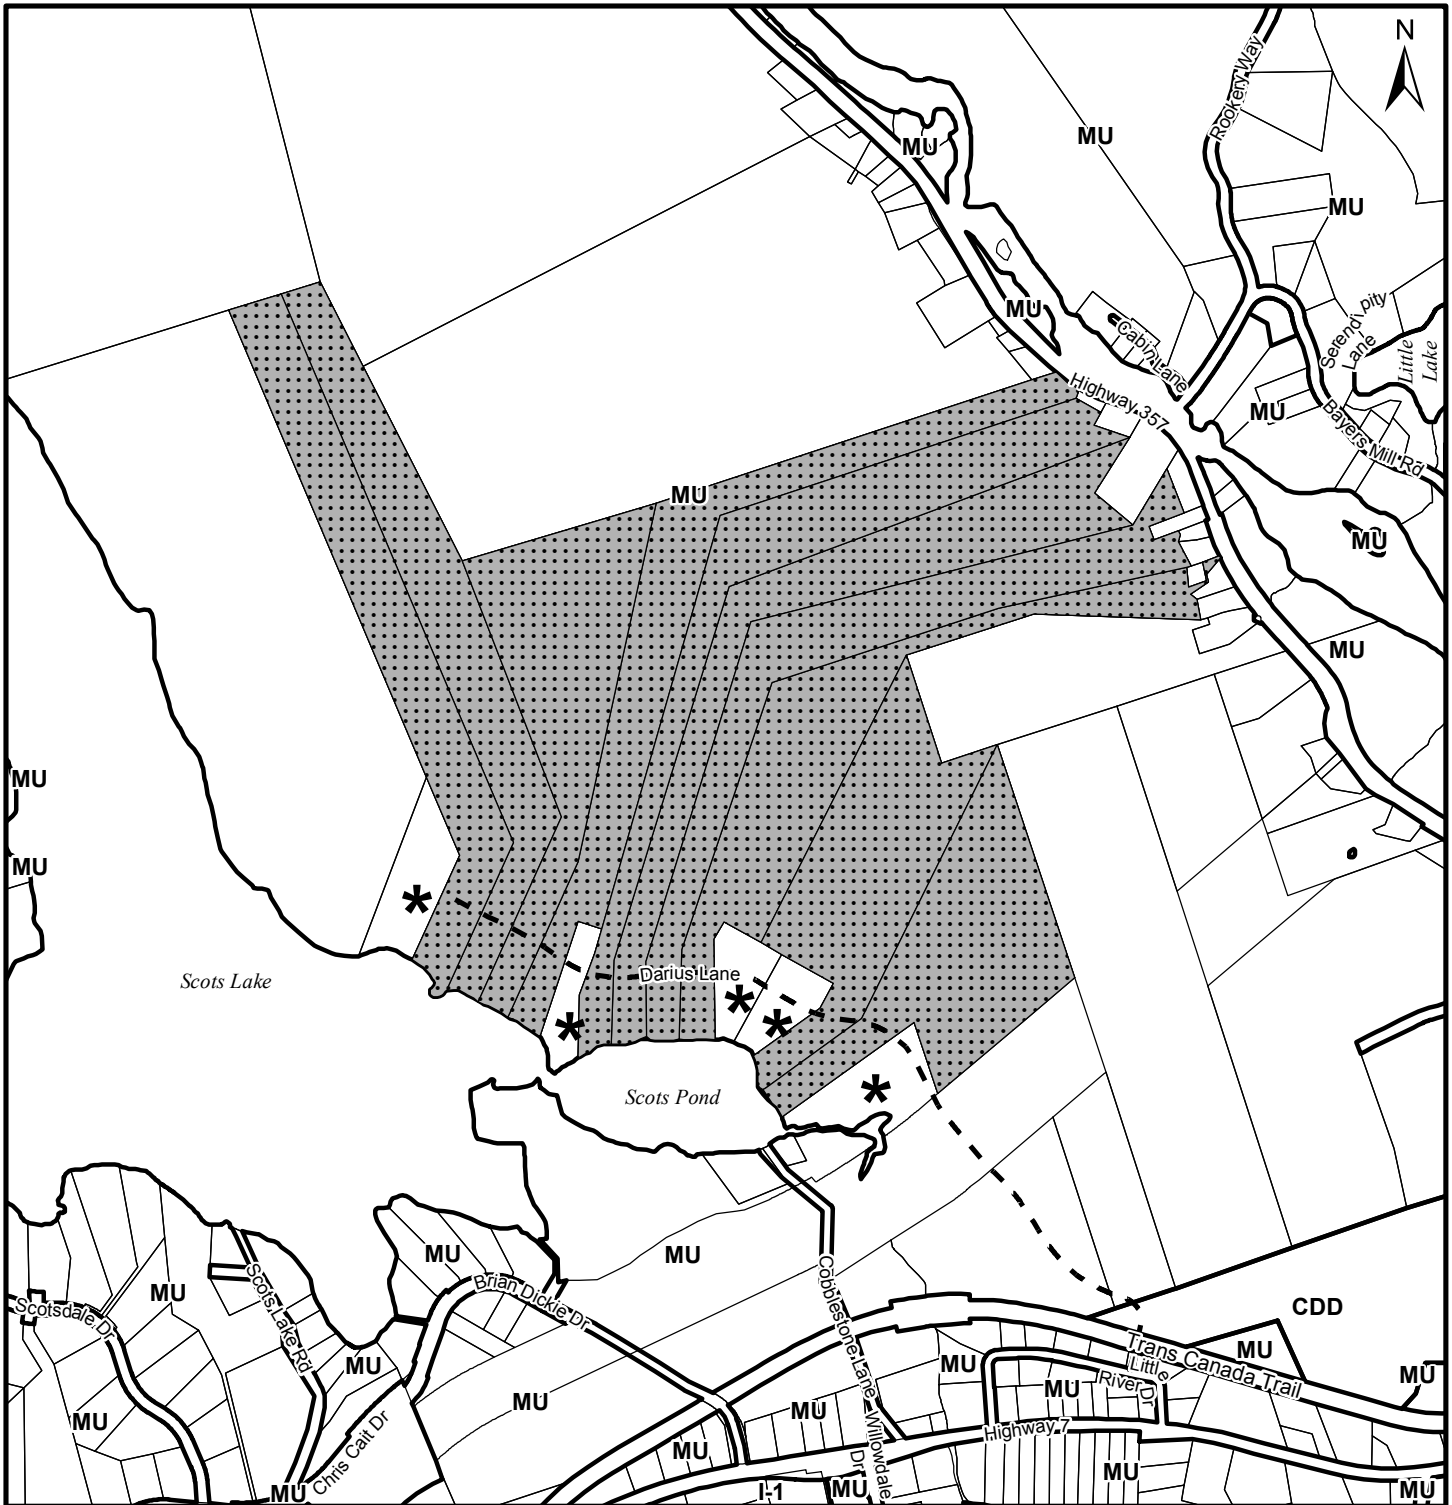 N
Rookery Way
MU
MU
MU
MU
Cabin Lane
Serendipity
Lane
Little
Lake
Highway 357
MU
Bayers Mill Rd
MU
MU
MU
MU
MU
Scots Lake
*
Darius Lane
*
*
*
*
Scots Pond
MU
MU
MU
Brian Dickie Dr
Scotsdale Dr
Scots Lake Rd
Cobblestone Lane
CDD
Trans Canada Trail
MU
MU
MU
Little
River Dr
MU
MU
MU
MU
MU
Chris Cait Dr
Highway 7
MU
Willowdale
Dr
MU
MU
I-1
MU
MU